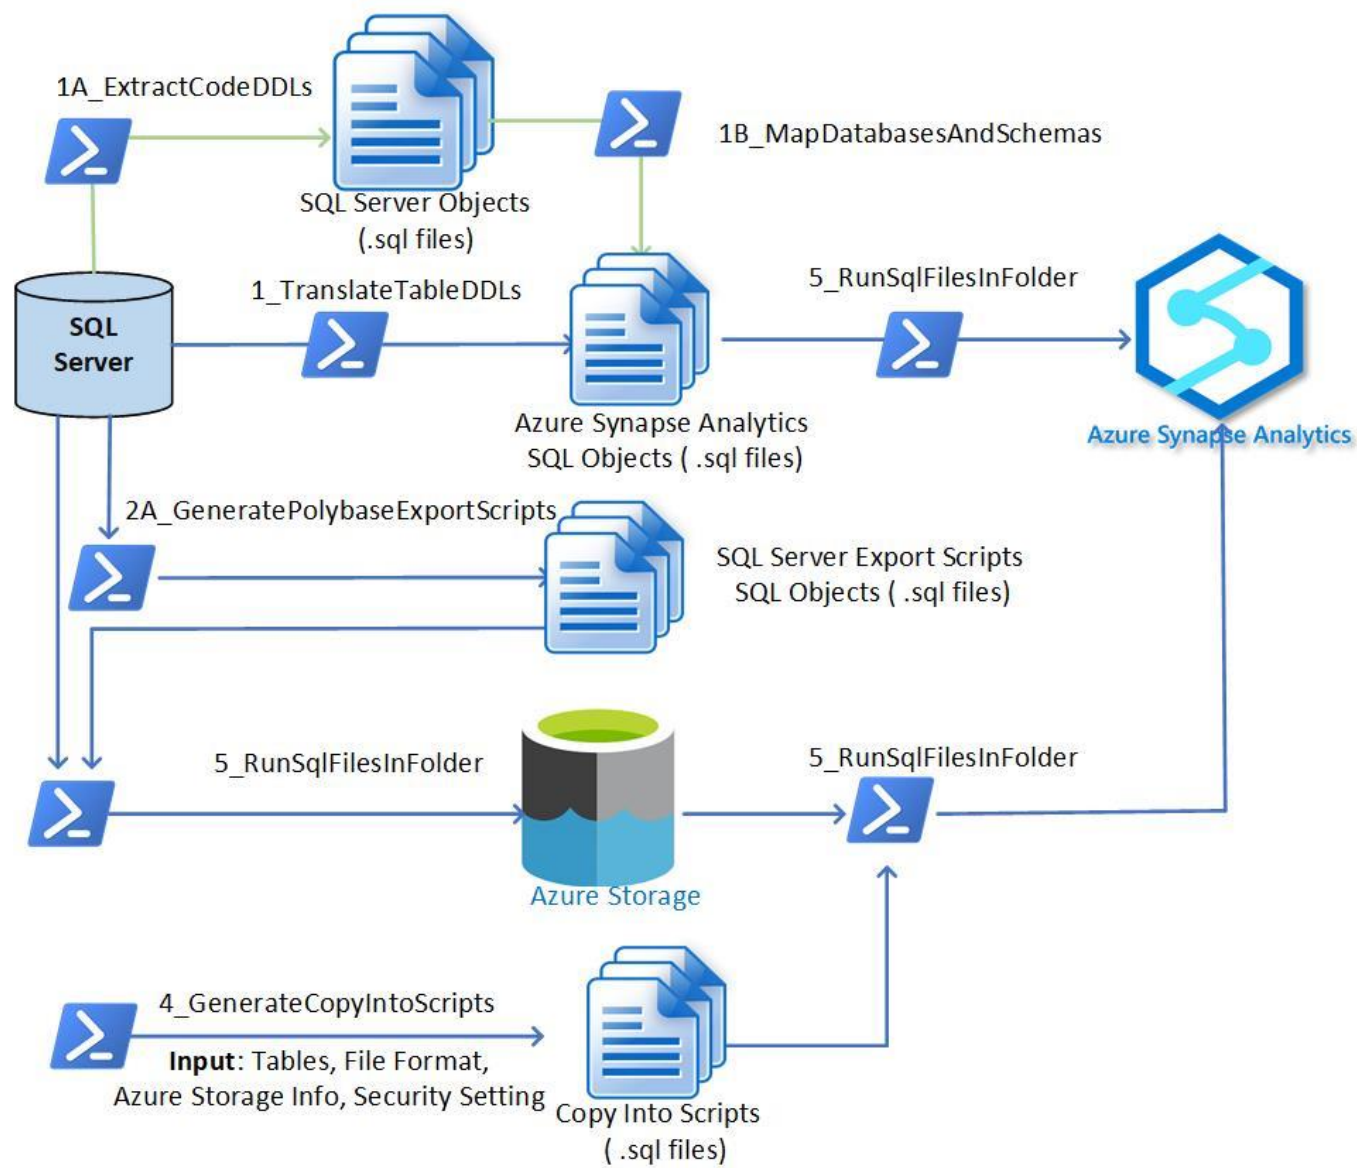 1A_ExtractCodeDDLs
1B_MapDatabasesAndSchemas
SQL Server Objects
(.sql files)
SQL
Server
1_TranslateTableDDLs
5_RunSqlFilesInFolder
Azure Synapse Analytics
SQL Objects ( .sql files)
Azure Synapse Analytics
2A_GeneratePolybaseExportScripts
SQL Server Export Scripts
SQL Objects ( .sql files)
5_RunSqlFilesInFolder
5_RunSqlFilesInFolder
Azure Storage
4_GenerateCopyIntoScripts
Input: Tables, File Format,
Azure Storage Info, Security Setting
Copy Into Scripts
( .sql files)